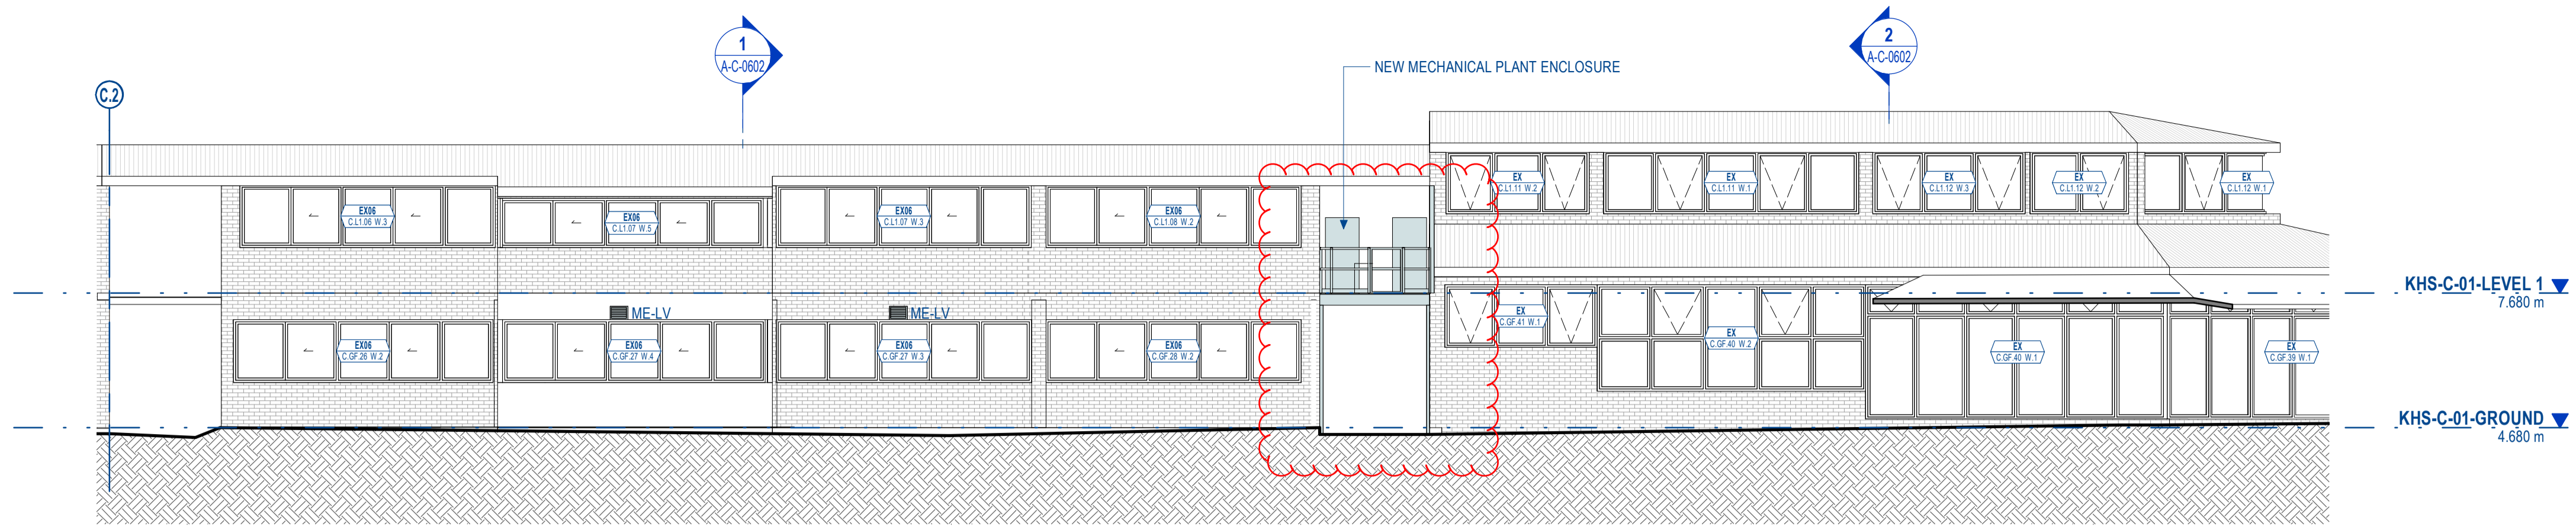 1
A-C-0602
2
A-C-0602
NEW MECHANICAL PLANT ENCLOSURE
C.2
EX
C.L1.11 W.2
EX
C.L1.11 W.1
EX
C.L1.12 W.3
EX
C.L1.12 W.2
EX
C.L1.12 W.1
EX06
C.L1.06 W.3
EX06
C.L1.07 W.5
EX06
C.L1.07 W.3
EX06
C.L1.08 W.2
KHS-C-01-LEVEL 1
7.680 m
ME-LV
ME-LV
EX
C.GF.41 W.1
EX
C.GF.40 W.2
EX06
C.GF.26 W.2
EX06
C.GF.27 W.4
EX06
C.GF.27 W.3
EX06
C.GF.28 W.2
EX
C.GF.40 W.1
EX
C.GF.39 W.1
KHS-C-01-GROUND
4.680 m